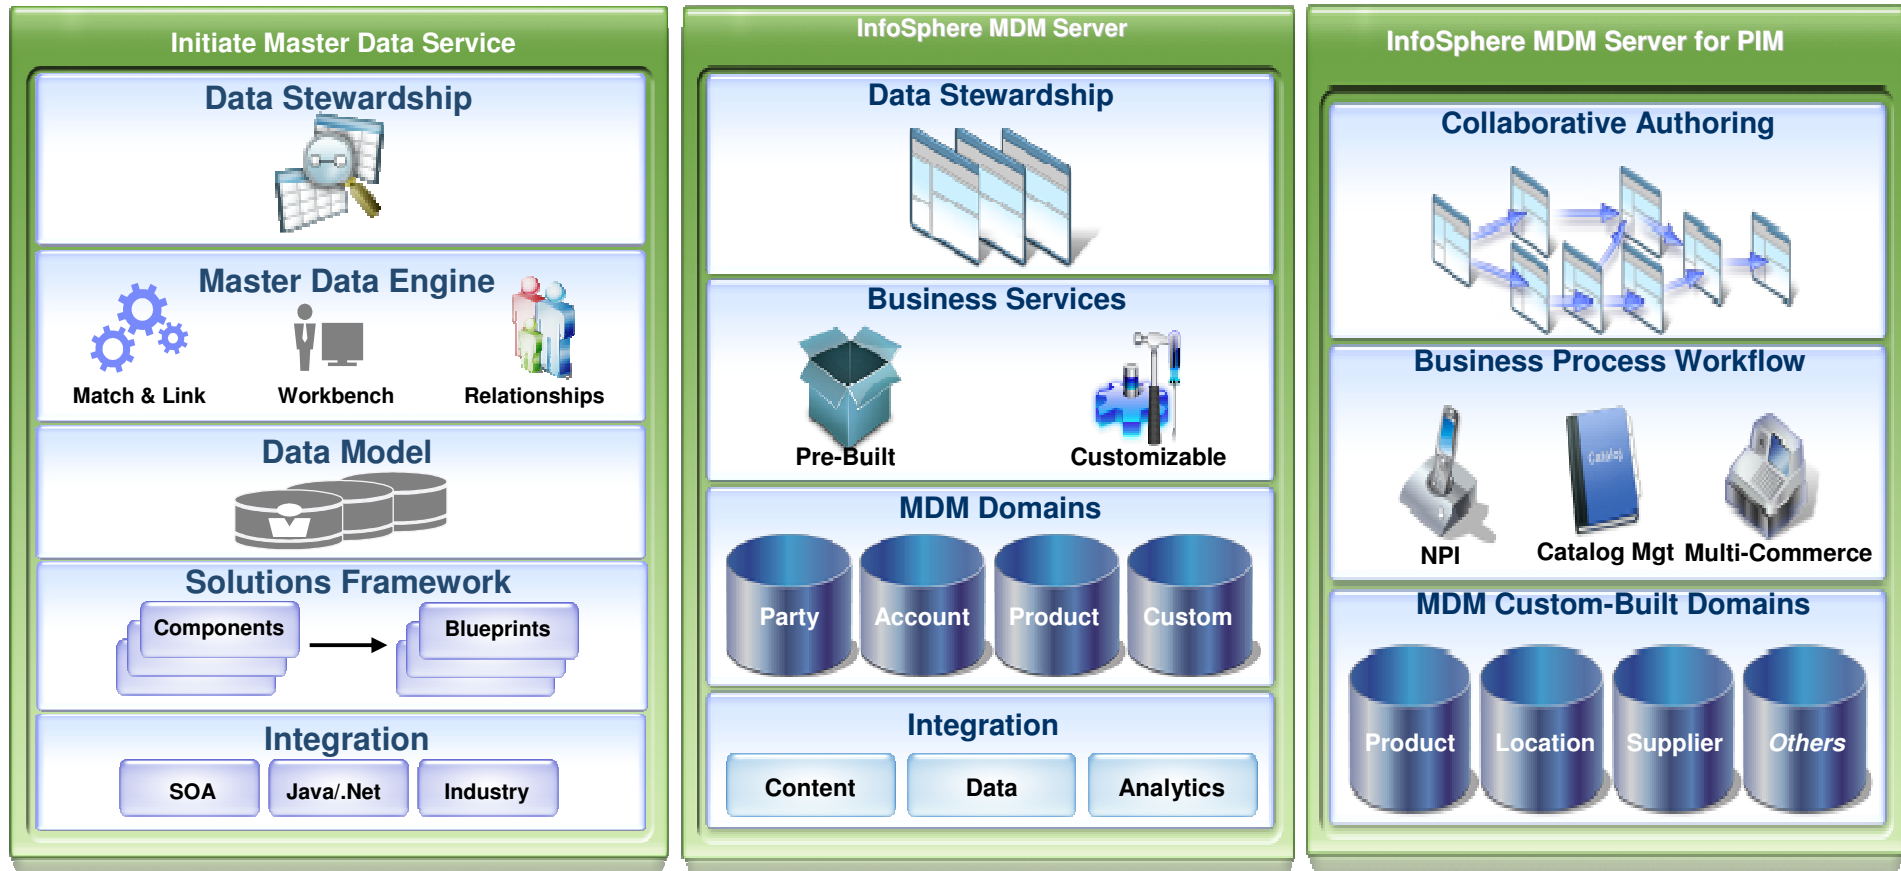 Initiate Master Data Service
Data Stewardship
Master Data Engine
Match & Link
Workbench
Relationships
Data Model
Solutions Framework
Components
Blueprints
Integration
SOA
Java/.Net
Industry
InfoSphere MDM Server
Data Stewardship
Business Services
Pre-Built
Customizable
MDM Domains
Party
Account
Product
Custom
Integration
Content
Data
Analytics
InfoSphere MDM Server for PIM
Collaborative Authoring
Business Process Workflow
Catalog
NPI
Catalog Mgt
Multi-Commerce
MDM Custom-Built Domains
Product
Location
Supplier
Others